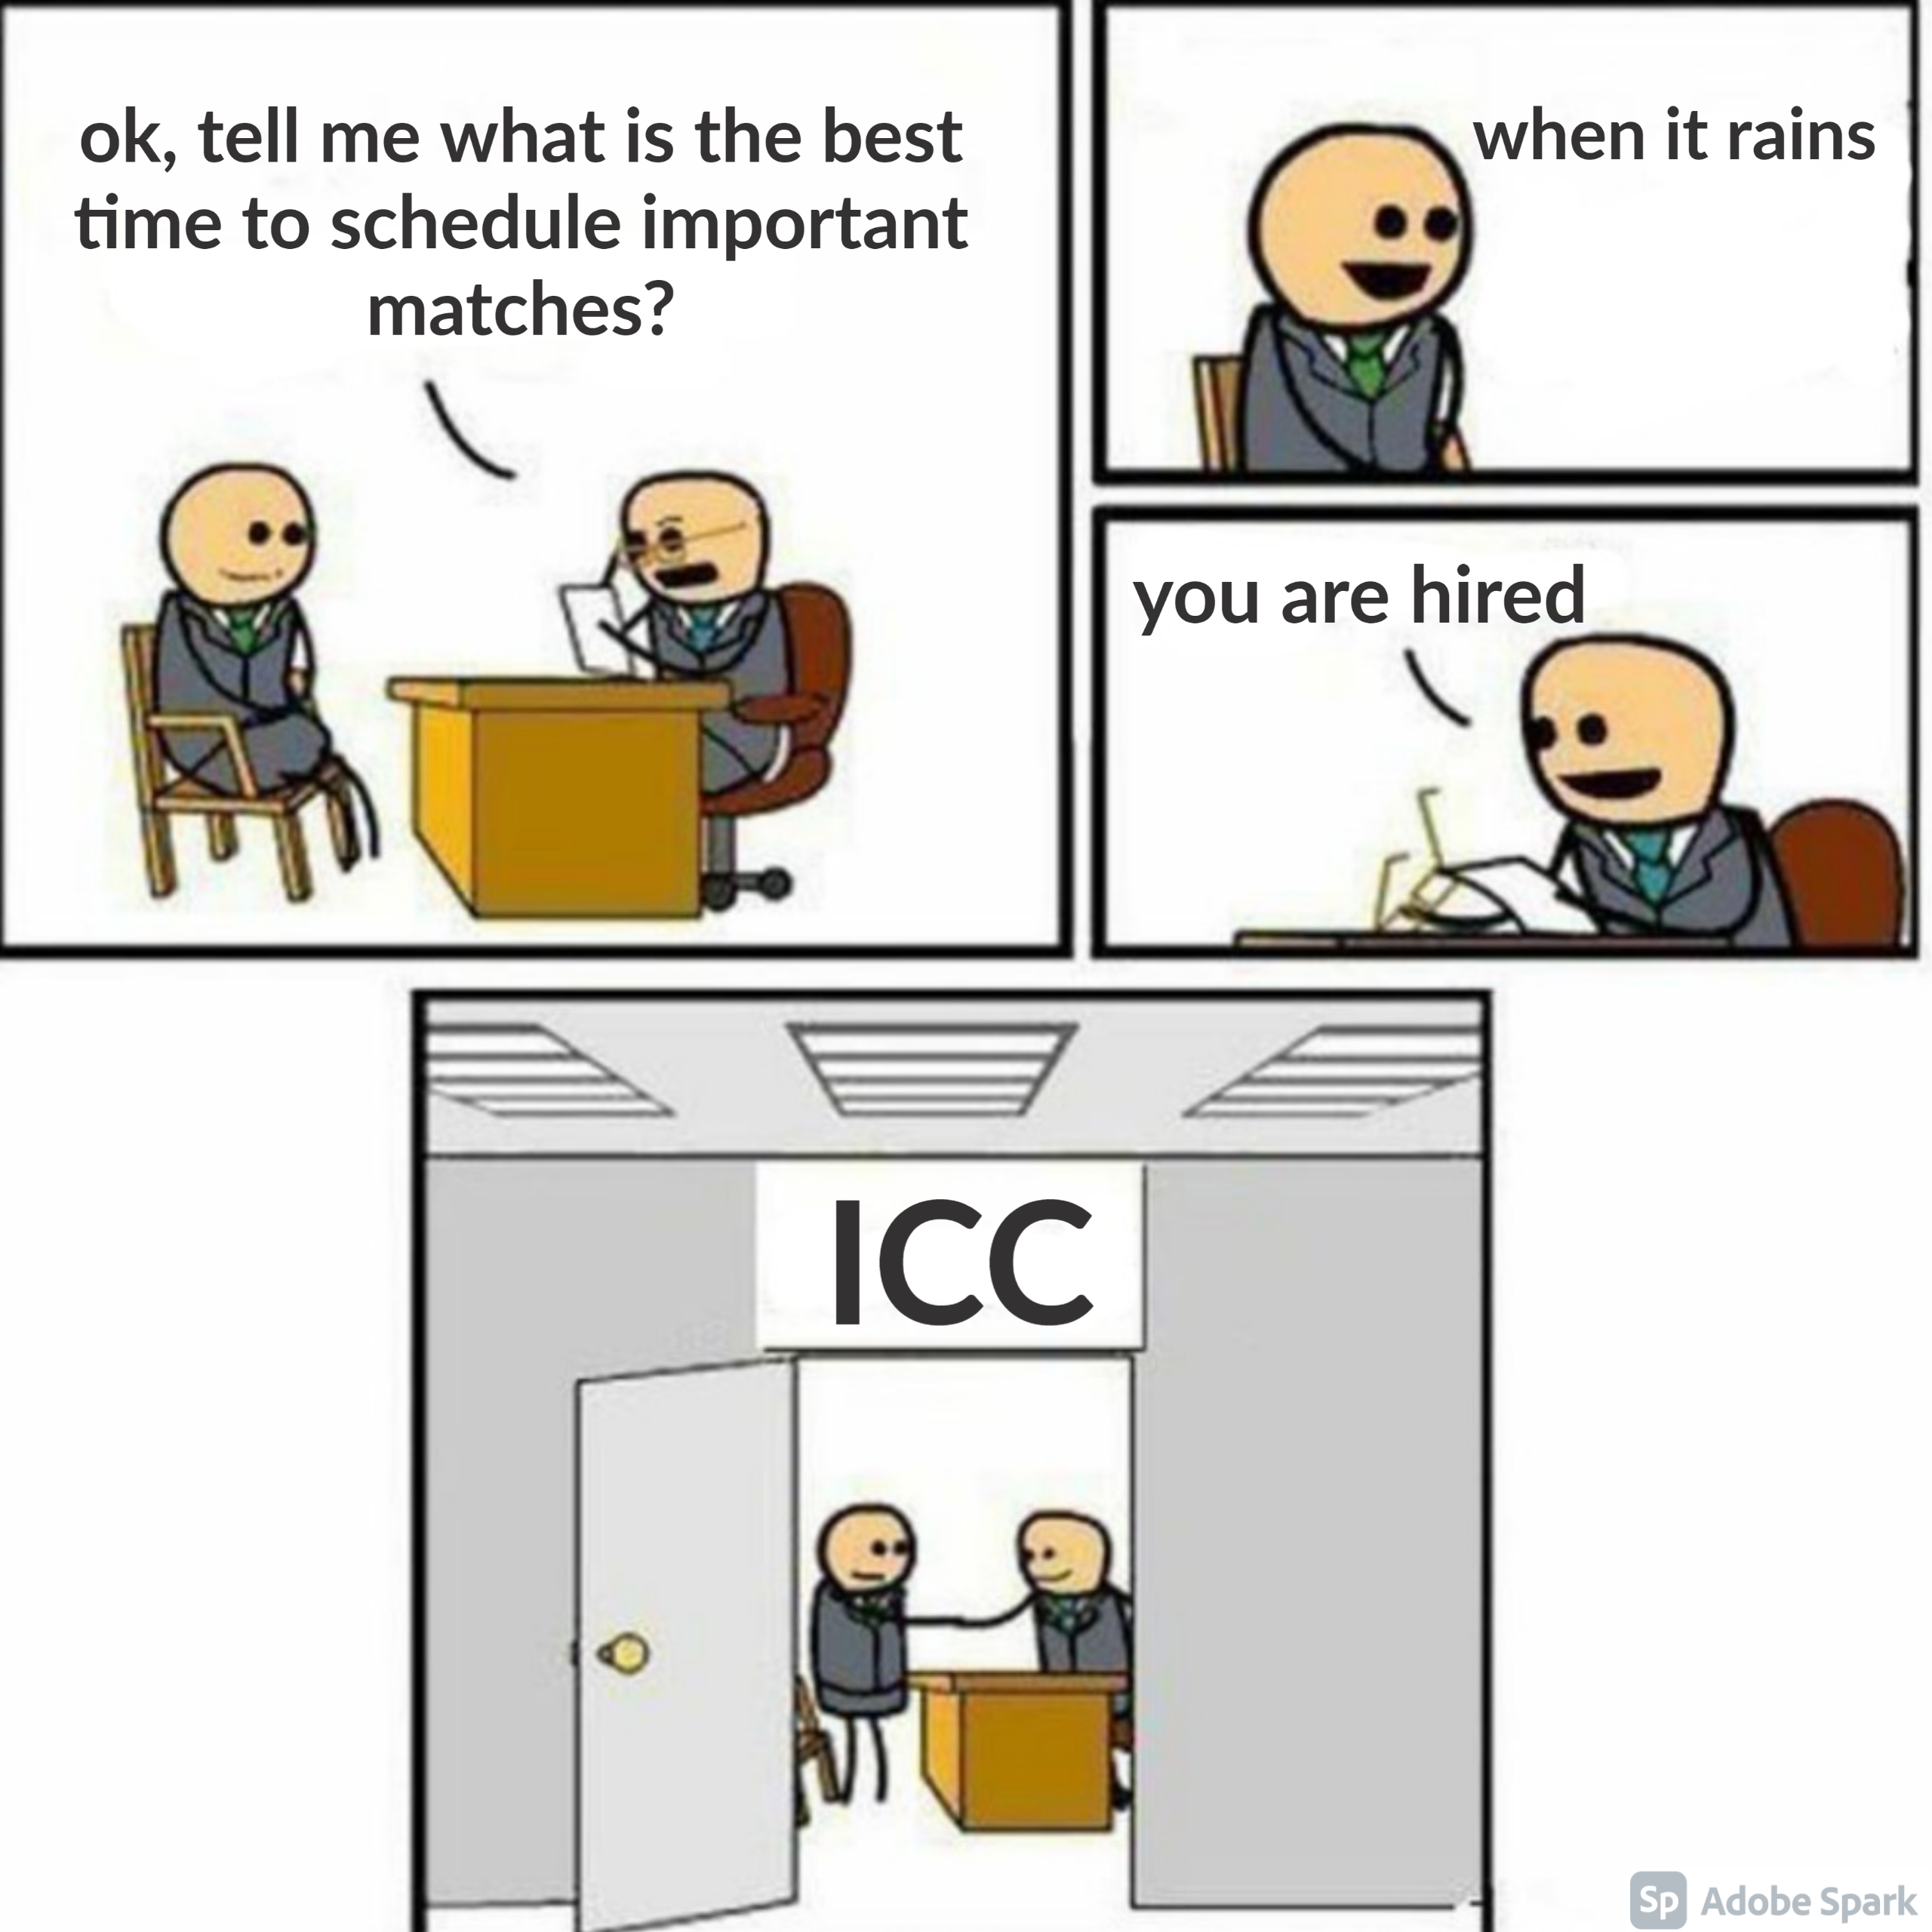 ok, tell me what is the best
time to schedule important
matches?
when it rains
you are hired
ICC
Sp Adobe Spark